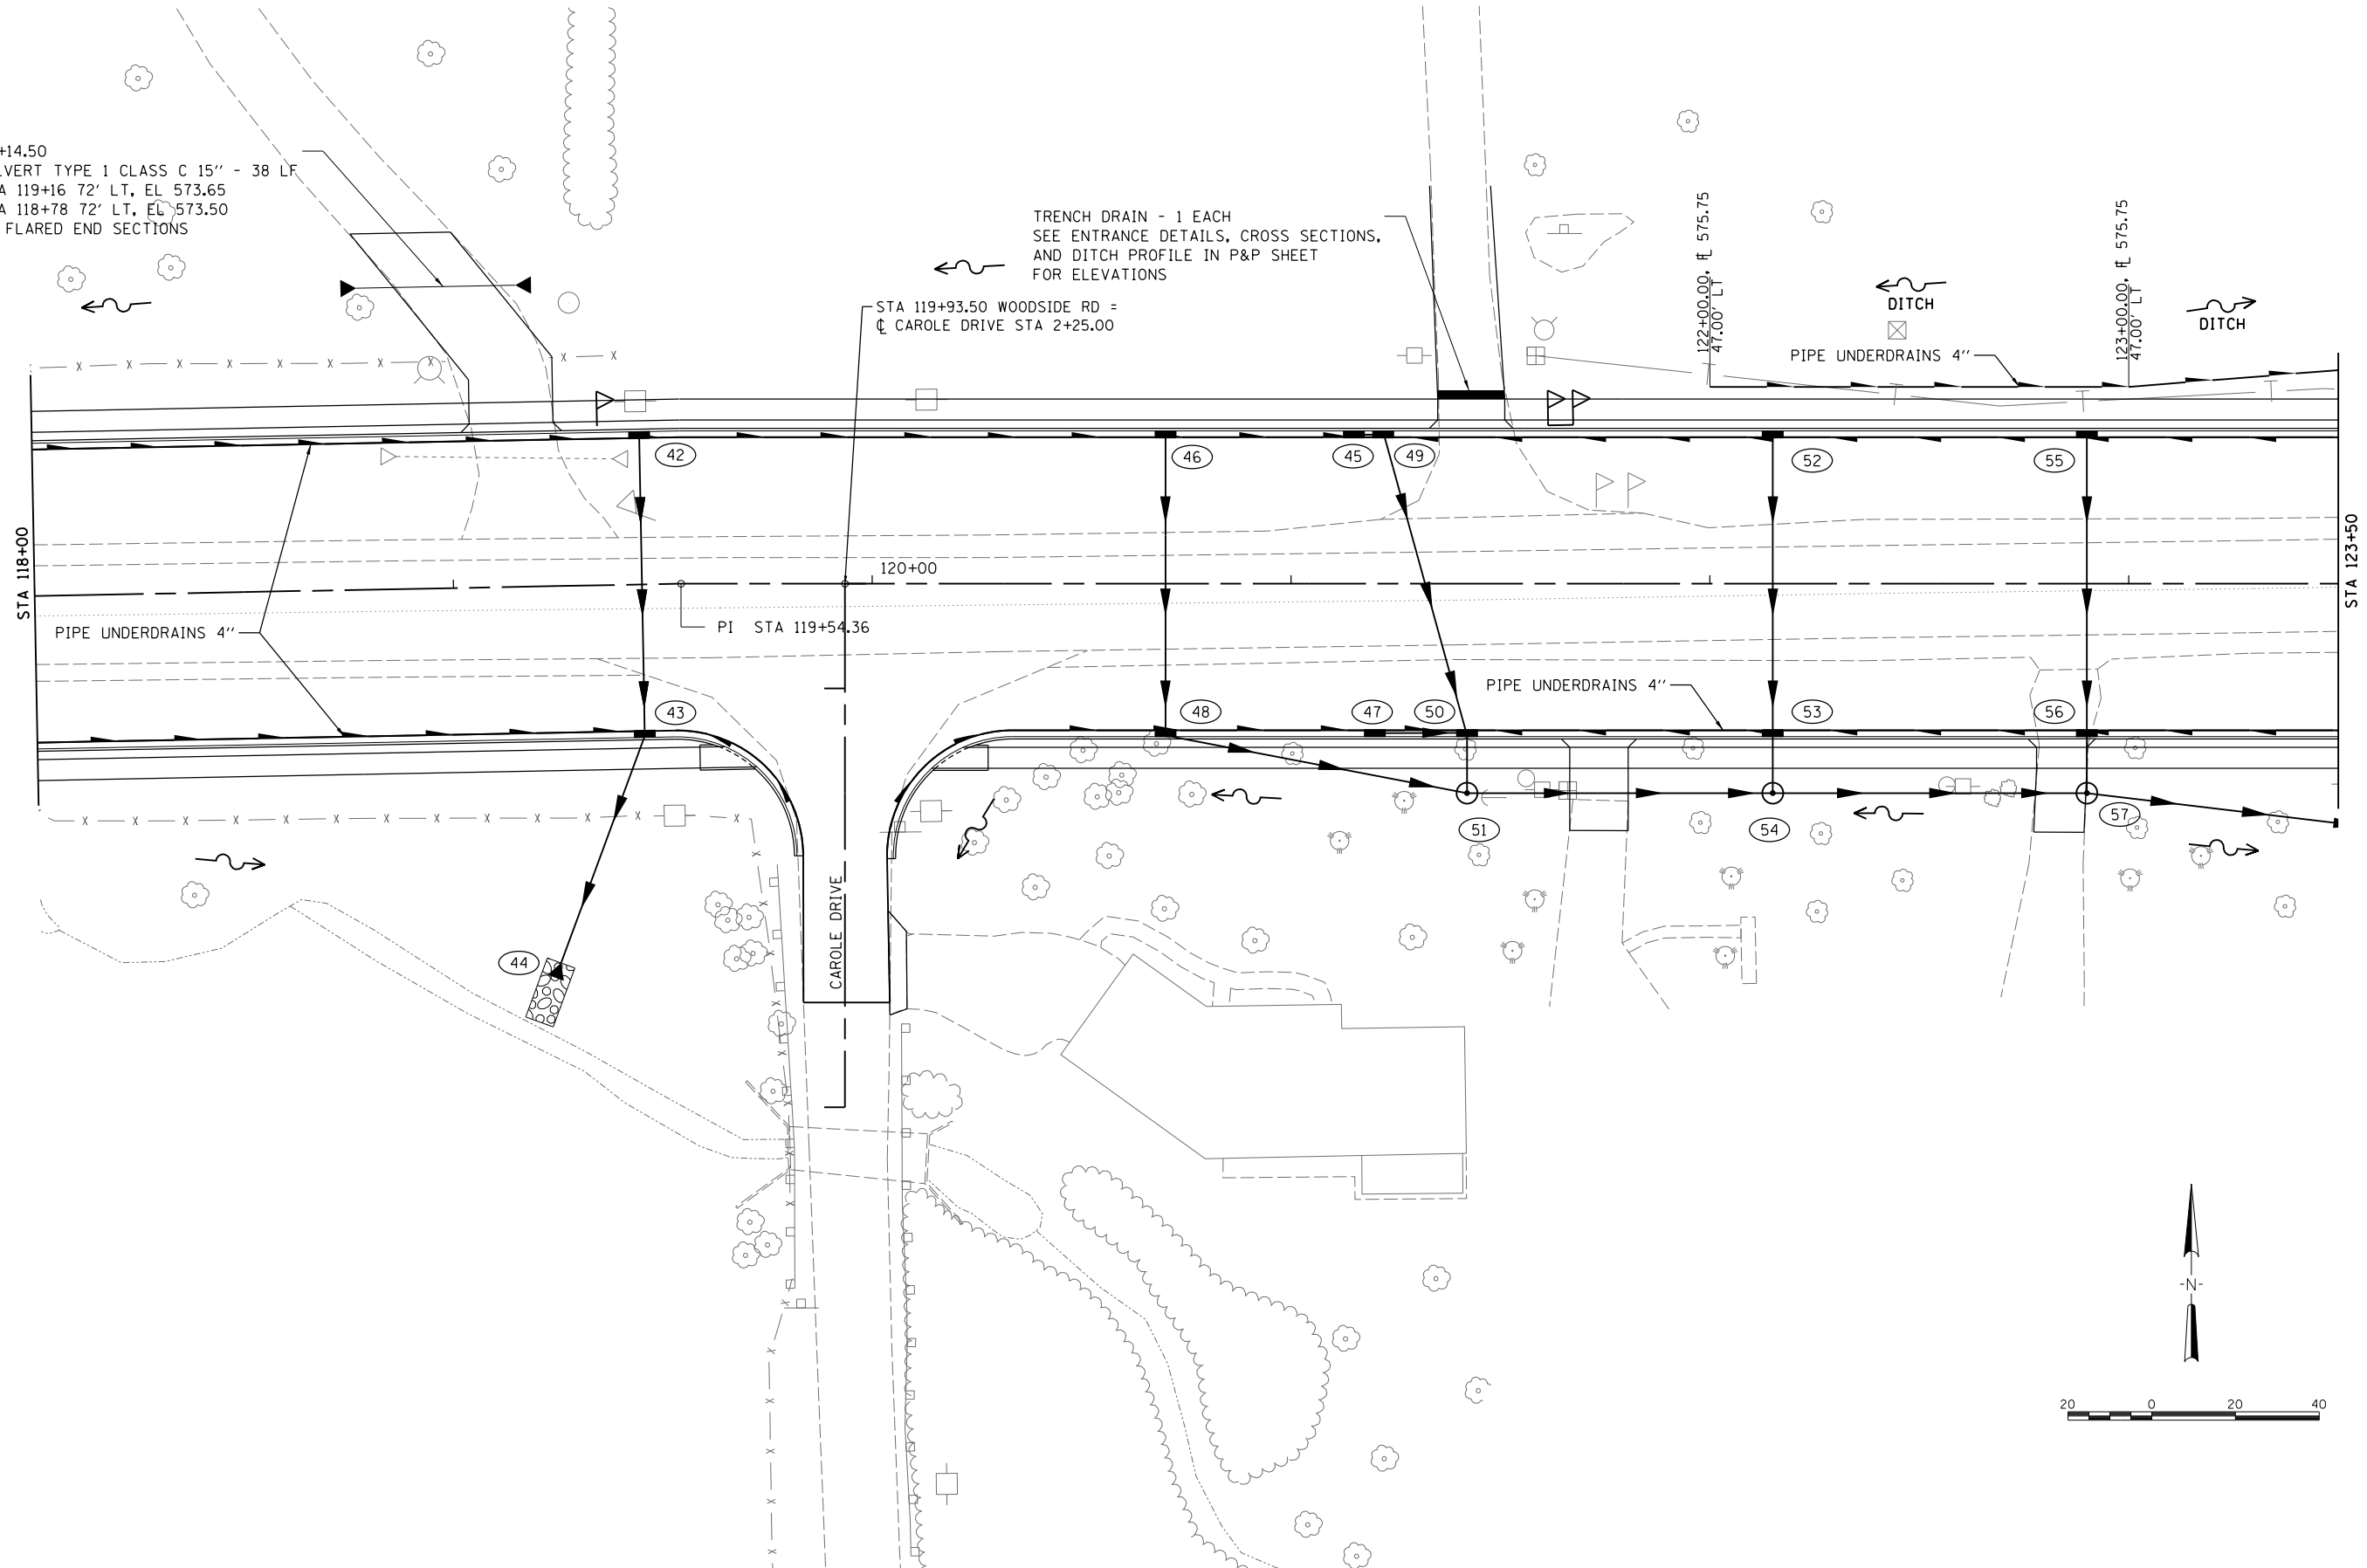 +14.50
LVERT TYPE 1 CLASS C 15'' - 38 LF
A 119+16 72' LT, EL 573.65
A 118+78 72' LT, EL 573.50
FLARED END SECTIONS
TRENCH DRAIN - 1 EACH
SEE ENTRANCE DETAILS, CROSS SECTIONS,
AND DITCH PROFILE IN P&P SHEET
FOR ELEVATIONS
STA 119+93.50 WOODSIDE RD =
℄ CAROLE DRIVE STA 2+25.00
122+00.00, 575.75
47.00' LT
DITCH
PIPE UNDERDRAINS 4''
123+00.00, 575.75
47.00' LT
DITCH
42
46
45
49
52
55
STA 118+00
120+00
STA 123+50
PI STA 119+54.36
PIPE UNDERDRAINS 4''
PIPE UNDERDRAINS 4''
43
48
47
50
53
56
51
54
57
CAROLE DRIVE
44
-N-
20 0 20 40